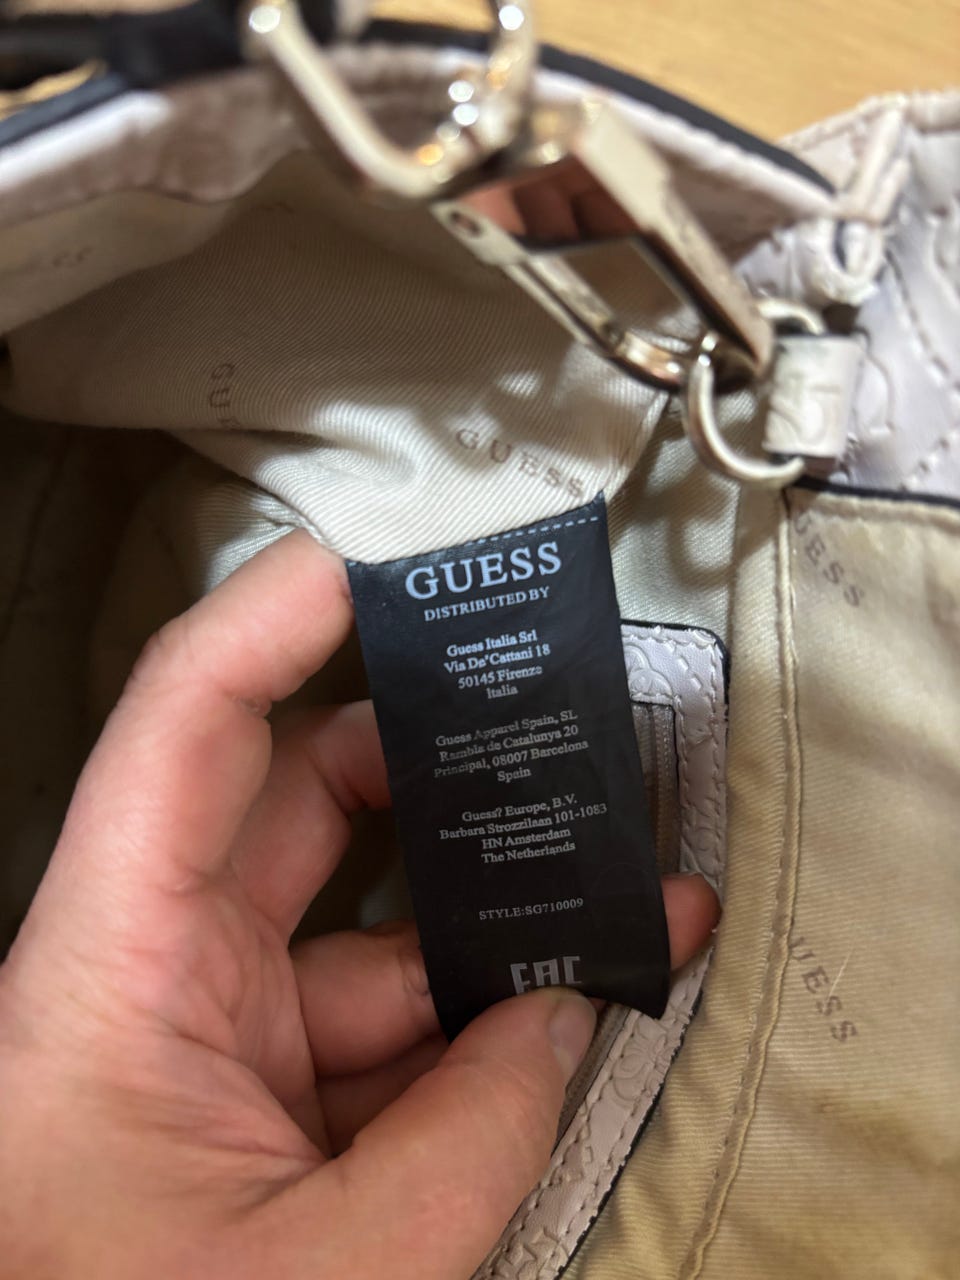 GUESS
GUESS
DISTRIBUTED BY
Guess Italia Srl
Via De'Cattani 18
50145 Firenze
Italia
Guess Apparel Spain, SL
Rambla de Catalunya 20
Principal, 08007 Barcelona
Spain
Guess? Europe, B.V.
Barbara Strozzilaan 101-1083
HN Amsterdam
The Netherlands
STYLE:SG710009
EAC
GUESS
UESS
GUE